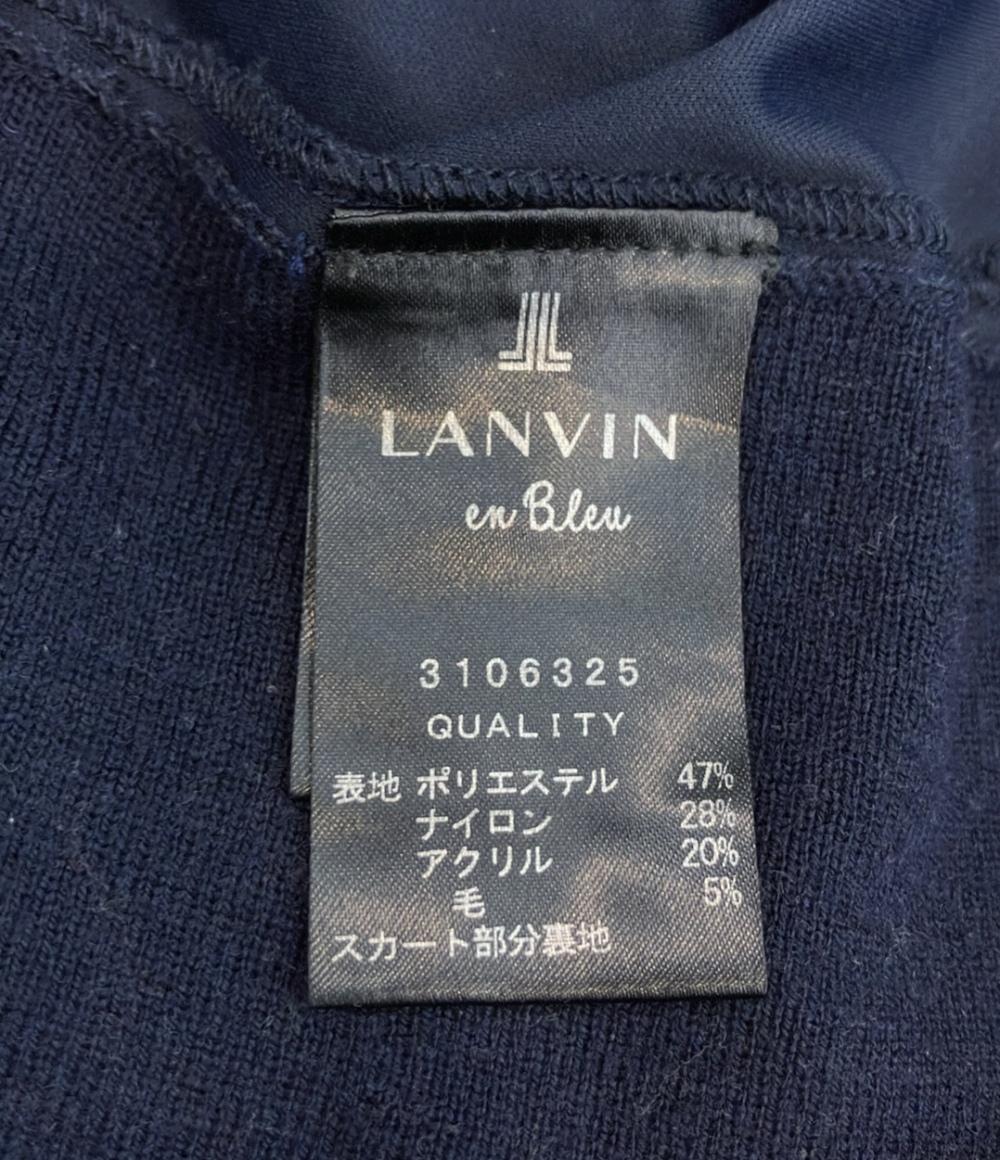 LANVIN
en Bleu
3106325
QUALITY
表地 ポリエステル 47%
ナイロン 28%
アクリル 20%
毛 5%
スカート部分裏地